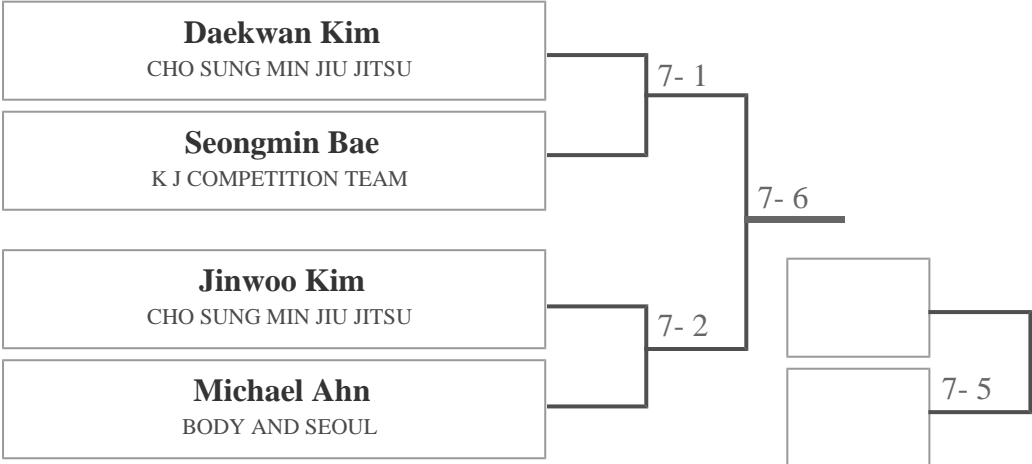 Daekwan Kim
CHO SUNG MIN JIU JITSU
7- 1
Seongmin Bae
K J COMPETITION TEAM
7- 6
Jinwoo Kim
CHO SUNG MIN JIU JITSU
7- 2
Michael Ahn
BODY AND SEOUL
7- 5